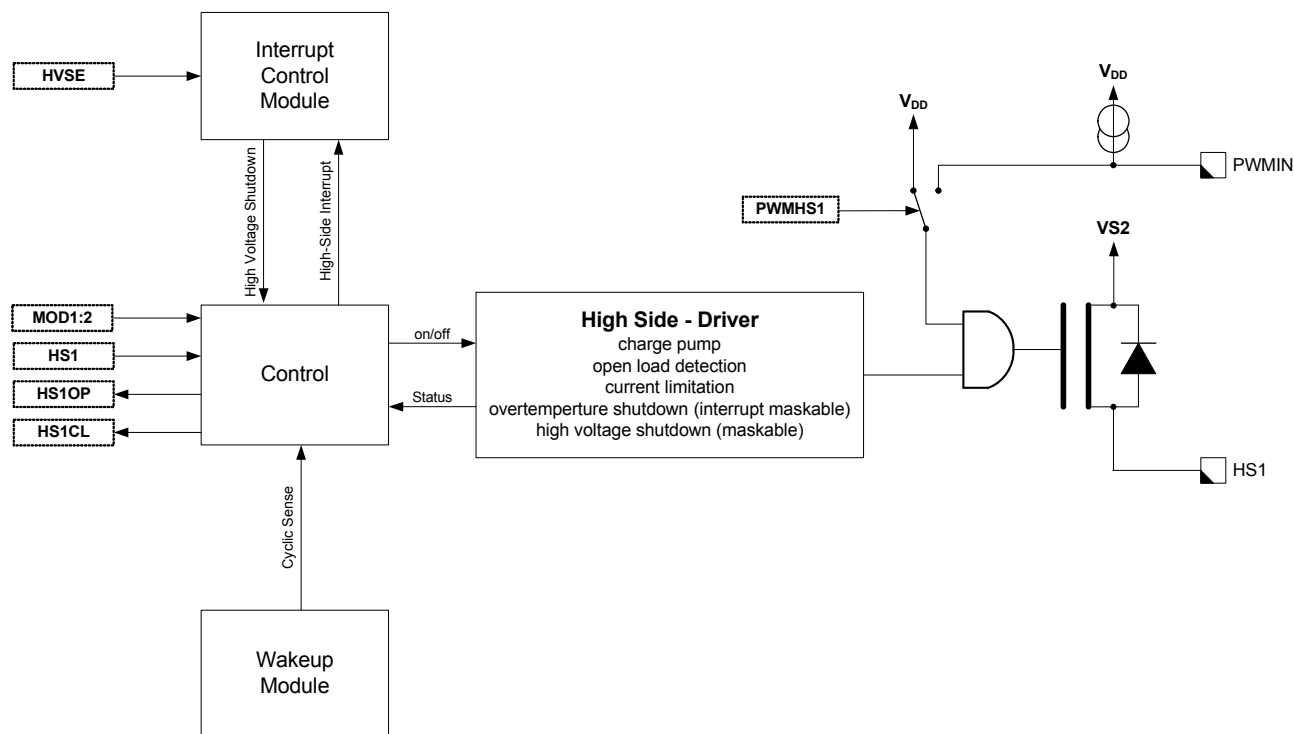 Interrupt
Control
Module
HVSE
High Voltage Shutdown
High-Side Interrupt
VDD
VDD
PWMIN
PWMHS1
VS2
MOD1:2
HS1
HS1OP
HS1CL
Control
on/off
Status
High Side - Driver
charge pump
open load detection
current limitation
overtemperture shutdown (interrupt maskable)
high voltage shutdown (maskable)
HS1
Cyclic Sense
Wakeup
Module